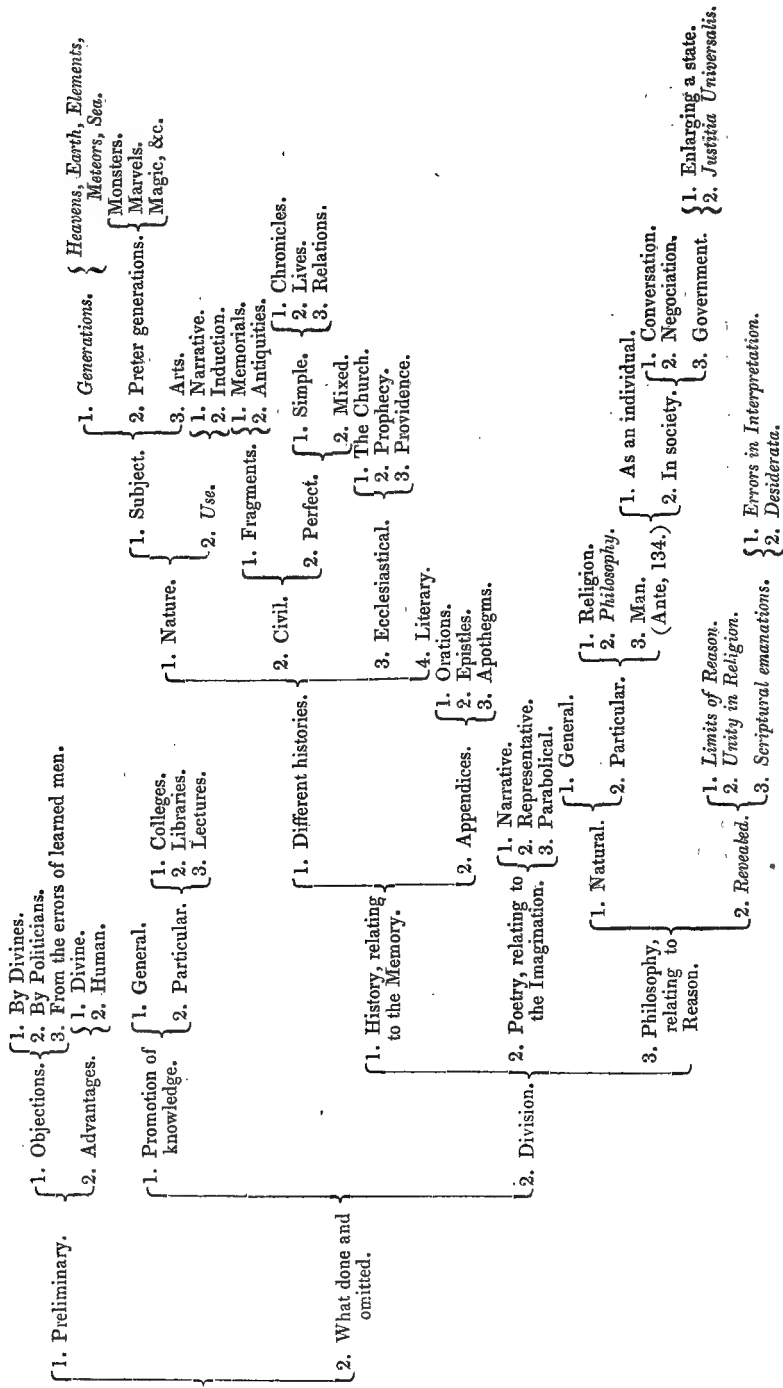 1. Preliminary.
1. Objections.
1. By Divines.
2. By Politicians.
3. From the errors of learned men.
2. Advantages.
1. Divine.
2. Human.
2. What done and
omitted.
1. Promotion of
knowledge.
1. General.
2. Particular.
1. Colleges.
2. Libraries.
3. Lectures.
2. Division.
1. History, relating
to the Memory.
1. Different histories.
1. Nature.
1. Subject.
1. Generations.
Heavens, Earth, Elements,
Meteors, Sea.
2. Preter generations.
Monsters.
Marvels.
Magic, &c.
3. Arts.
2. Use.
1. Narrative.
2. Induction.
2. Civil.
1. Fragments.
1. Memorials.
2. Antiquities.
2. Perfect.
1. Simple.
1. Chronicles.
2. Lives.
3. Relations.
2. Mixed.
3. Ecclesiastical.
1. The Church.
2. Prophecy.
3. Providence.
4. Literary.
2. Appendices.
1. Orations.
2. Epistles.
3. Apothegms.
2. Poetry, relating to
the Imagination.
1. Narrative.
2. Representative.
3. Parabolical.
3. Philosophy,
relating to
Reason.
1. Natural.
1. General.
2. Particular.
1. Religion.
2. Philosophy.
3. Man.
(Ante, 134.)
1. As an individual.
2. In society.
1. Conversation.
2. Negociation.
3. Government.
1. Enlarging a state.
2. Justitia Universalis.
2. Revealed.
1. Limits of Reason.
2. Unity in Religion.
3. Scriptural emanations.
1. Errors in Interpretation.
2. Desiderata.